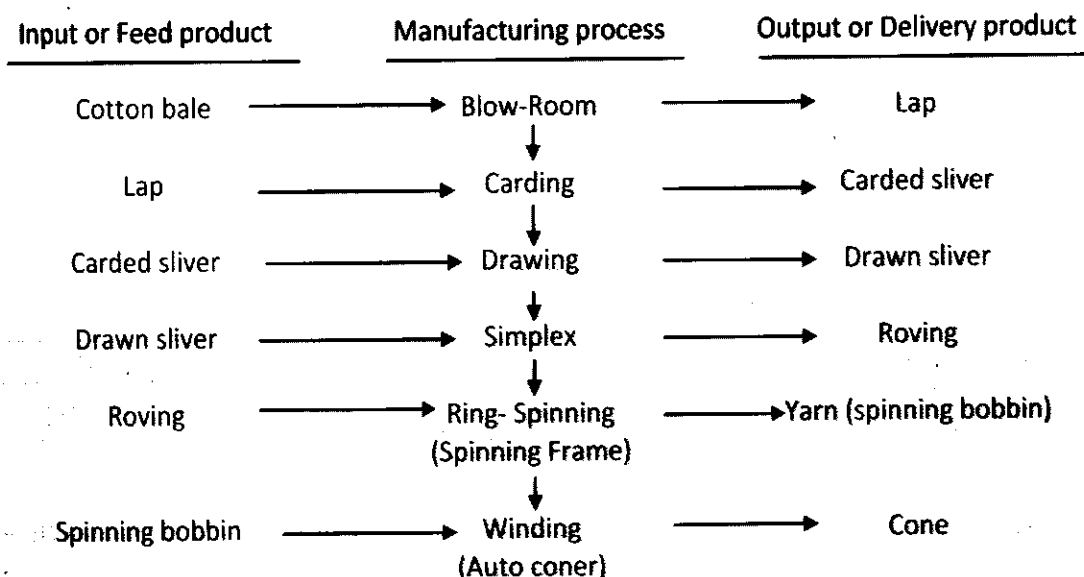 Input or Feed product Manufacturing process Output or Delivery product
Cotton bale Blow-Room Lap
Lap Carding Carded sliver
Carded sliver Drawing Drawn sliver
Drawn sliver Simplex Roving
Roving Ring- Spinning Yarn (spinning bobbin)
(Spinning Frame)
Spinning bobbin Winding Cone
(Auto coner)